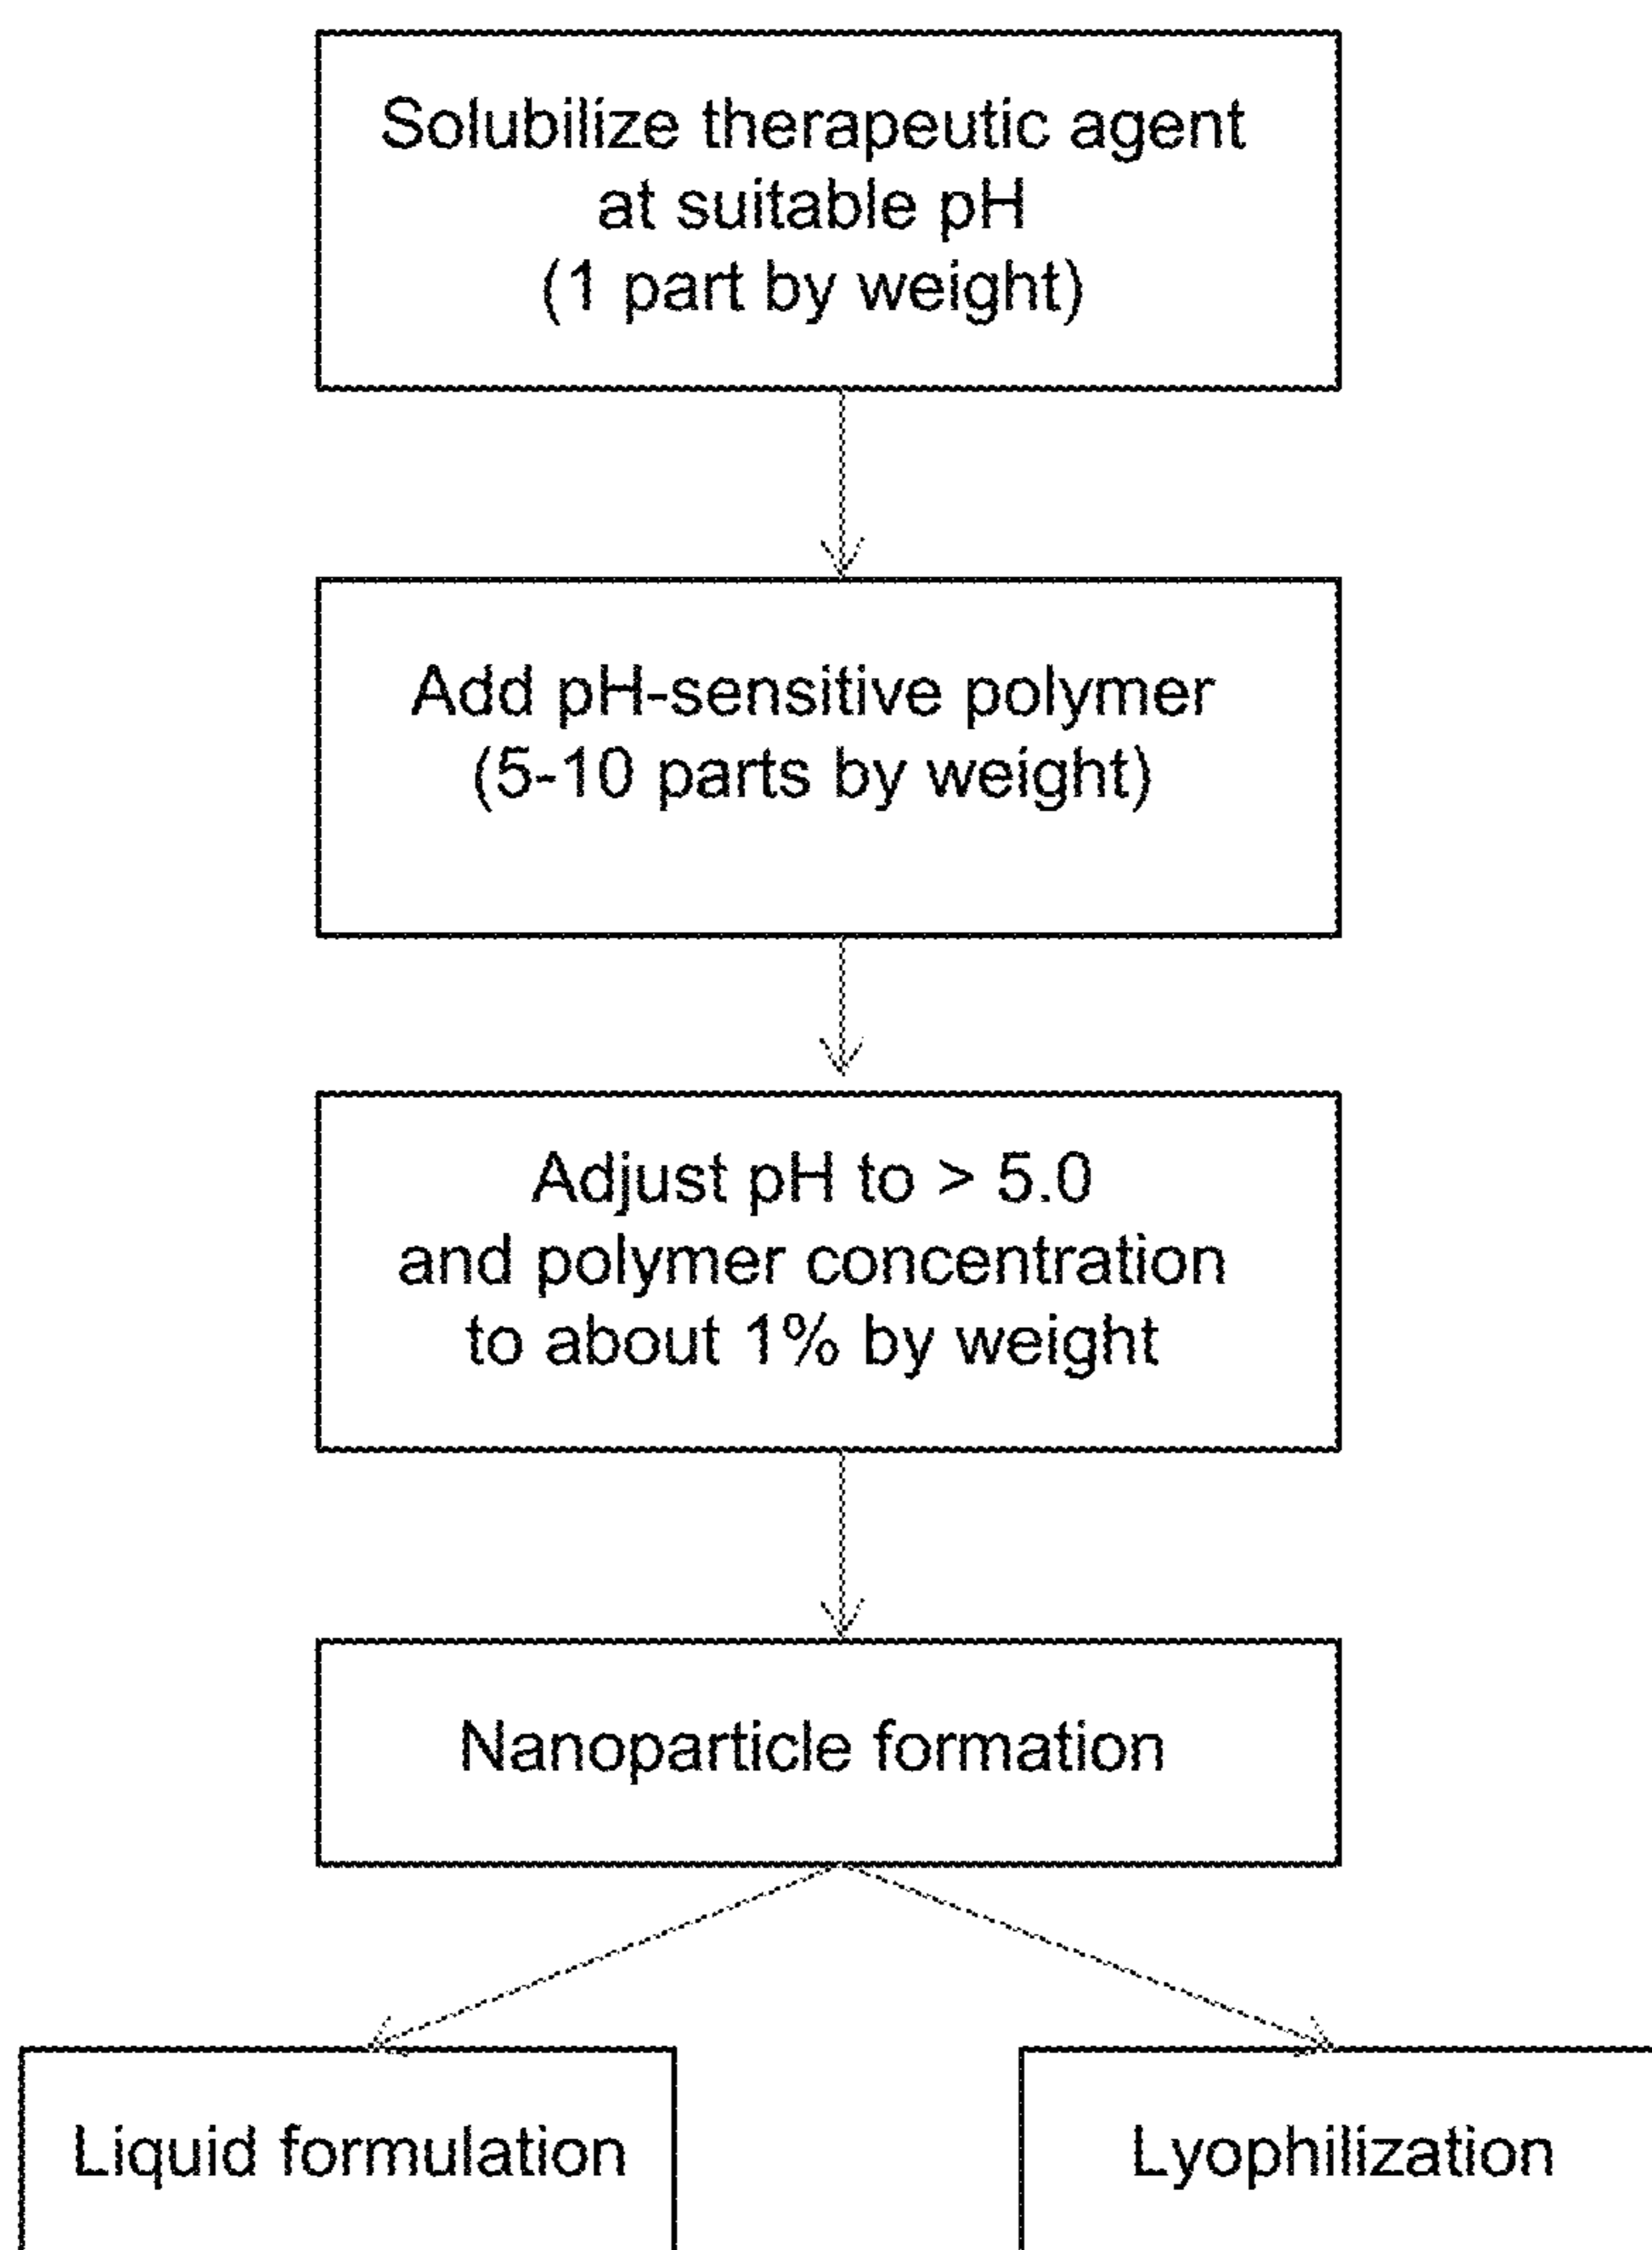 Solubilize therapeutic agent
at suitable pH
(1 part by weight)
Add pH-sensitive polymer
(5-10 parts by weight)
Adjust pH to > 5.0
and polymer concentration
to about 1% by weight
Nanoparticle formation
Liquid formulation
Lyophilization